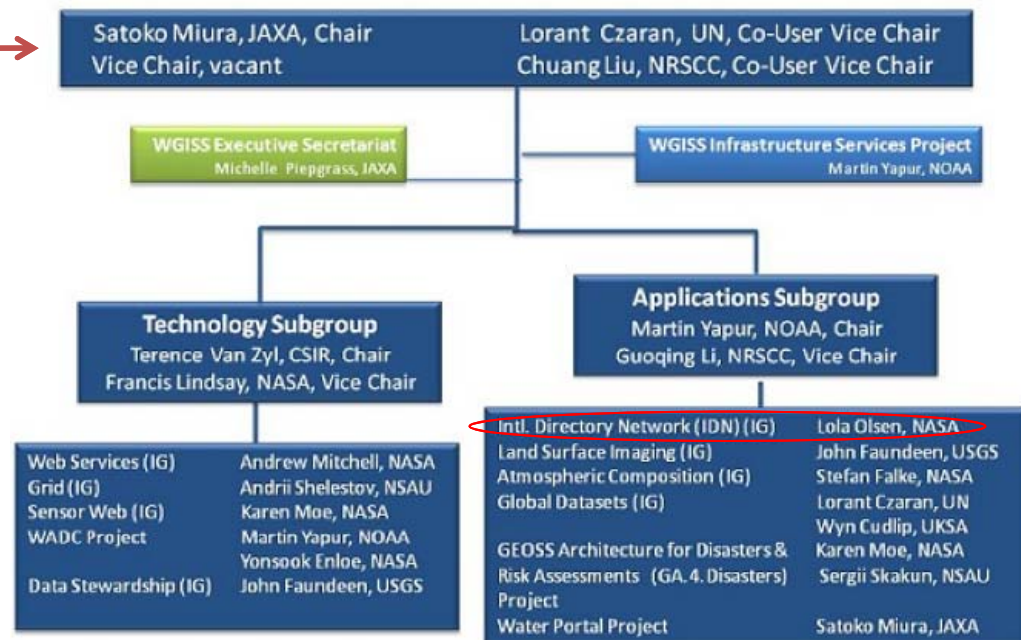 Satoko Miura, JAXA, Chair
Vice Chair, vacant
Lorant Czaran, UN, Co-User Vice Chair
Chuang Liu, NRSCC, Co-User Vice Chair
WGISS Executive Secretariat
Michelle Piepgrass, JAXA
WGISS Infrastructure Services Project
Martin Yapur, NOAA
Technology Subgroup
Terence Van Zyl, CSIR, Chair
Francis Lindsay, NASA, Vice Chair
Applications Subgroup
Martin Yapur, NOAA, Chair
Guoqing Li, NRSCC, Vice Chair
Web Services (IG) Andrew Mitchell, NASA
Grid (IG) Andrii Shelestov, NSAU
Sensor Web (IG) Karen Moe, NASA
WADC Project Martin Yapur, NOAA
Yonsook Enloe, NASA
Data Stewardship (IG) John Faundeen, USGS
Intl. Directory Network (IDN) (IG) Lola Olsen, NASA
Land Surface Imaging (IG) John Faundeen, USGS
Atmospheric Composition (IG) Stefan Falke, NASA
Global Datasets (IG) Lorant Czaran, UN
Wyn Cudlip, UKSA
GEOSS Architecture for Disasters & Karen Moe, NASA
Risk Assessments (GA.4.Disasters) Sergii Skakun, NSAU
Project
Water Portal Project Satoko Miura, JAXA